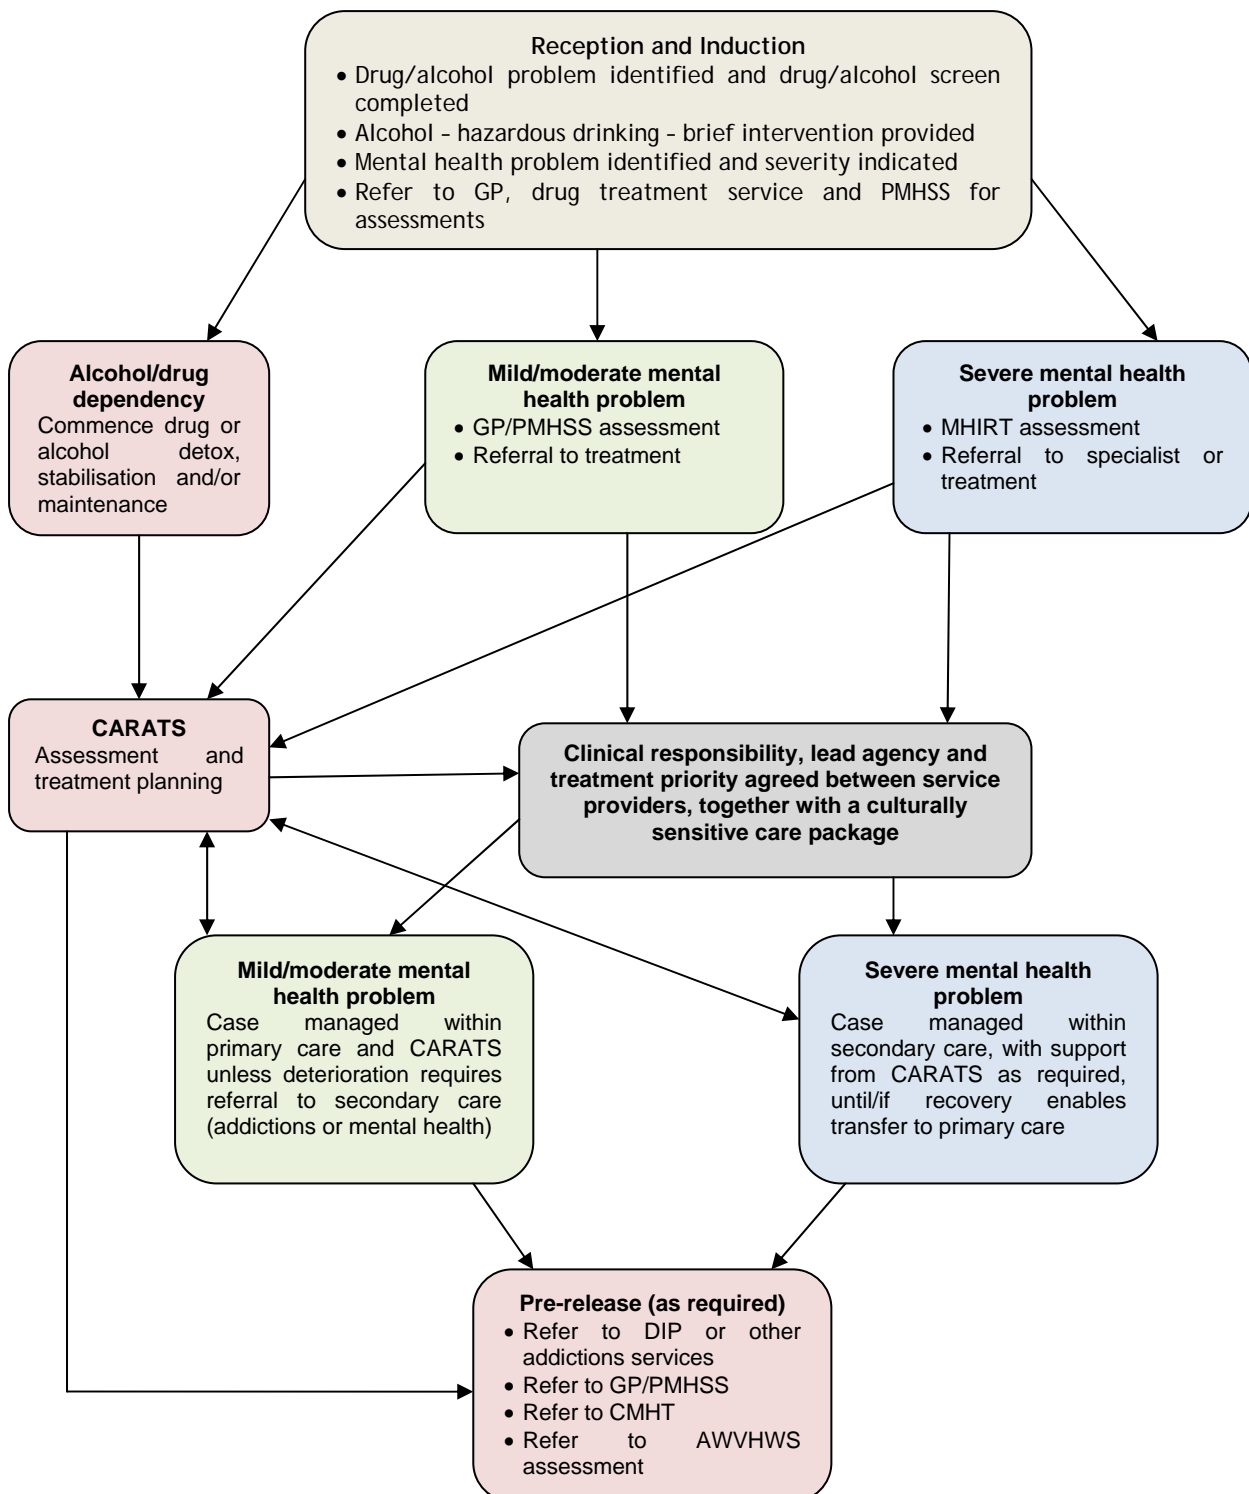 Reception and Induction
• Drug/alcohol problem identified and drug/alcohol screen
completed
• Alcohol - hazardous drinking - brief intervention provided
• Mental health problem identified and severity indicated
• Refer to GP, drug treatment service and PMHSS for
assessments
Alcohol/drug
dependency
Commence drug or
alcohol detox,
stabilisation and/or
maintenance
Mild/moderate mental
health problem
• GP/PMHSS assessment
• Referral to treatment
Severe mental health
problem
• MHIRT assessment
• Referral to specialist or
treatment
CARATS
Assessment and
treatment planning
Clinical responsibility, lead agency and
treatment priority agreed between service
providers, together with a culturally
sensitive care package
Mild/moderate mental
health problem
Case managed within
primary care and CARATS
unless deterioration requires
referral to secondary care
(addictions or mental health)
Severe mental health
problem
Case managed within
secondary care, with support
from CARATS as required,
until/if recovery enables
transfer to primary care
Pre-release (as required)
• Refer to DIP or other
addictions services
• Refer to GP/PMHSS
• Refer to CMHT
• Refer to AWVHWS
assessment